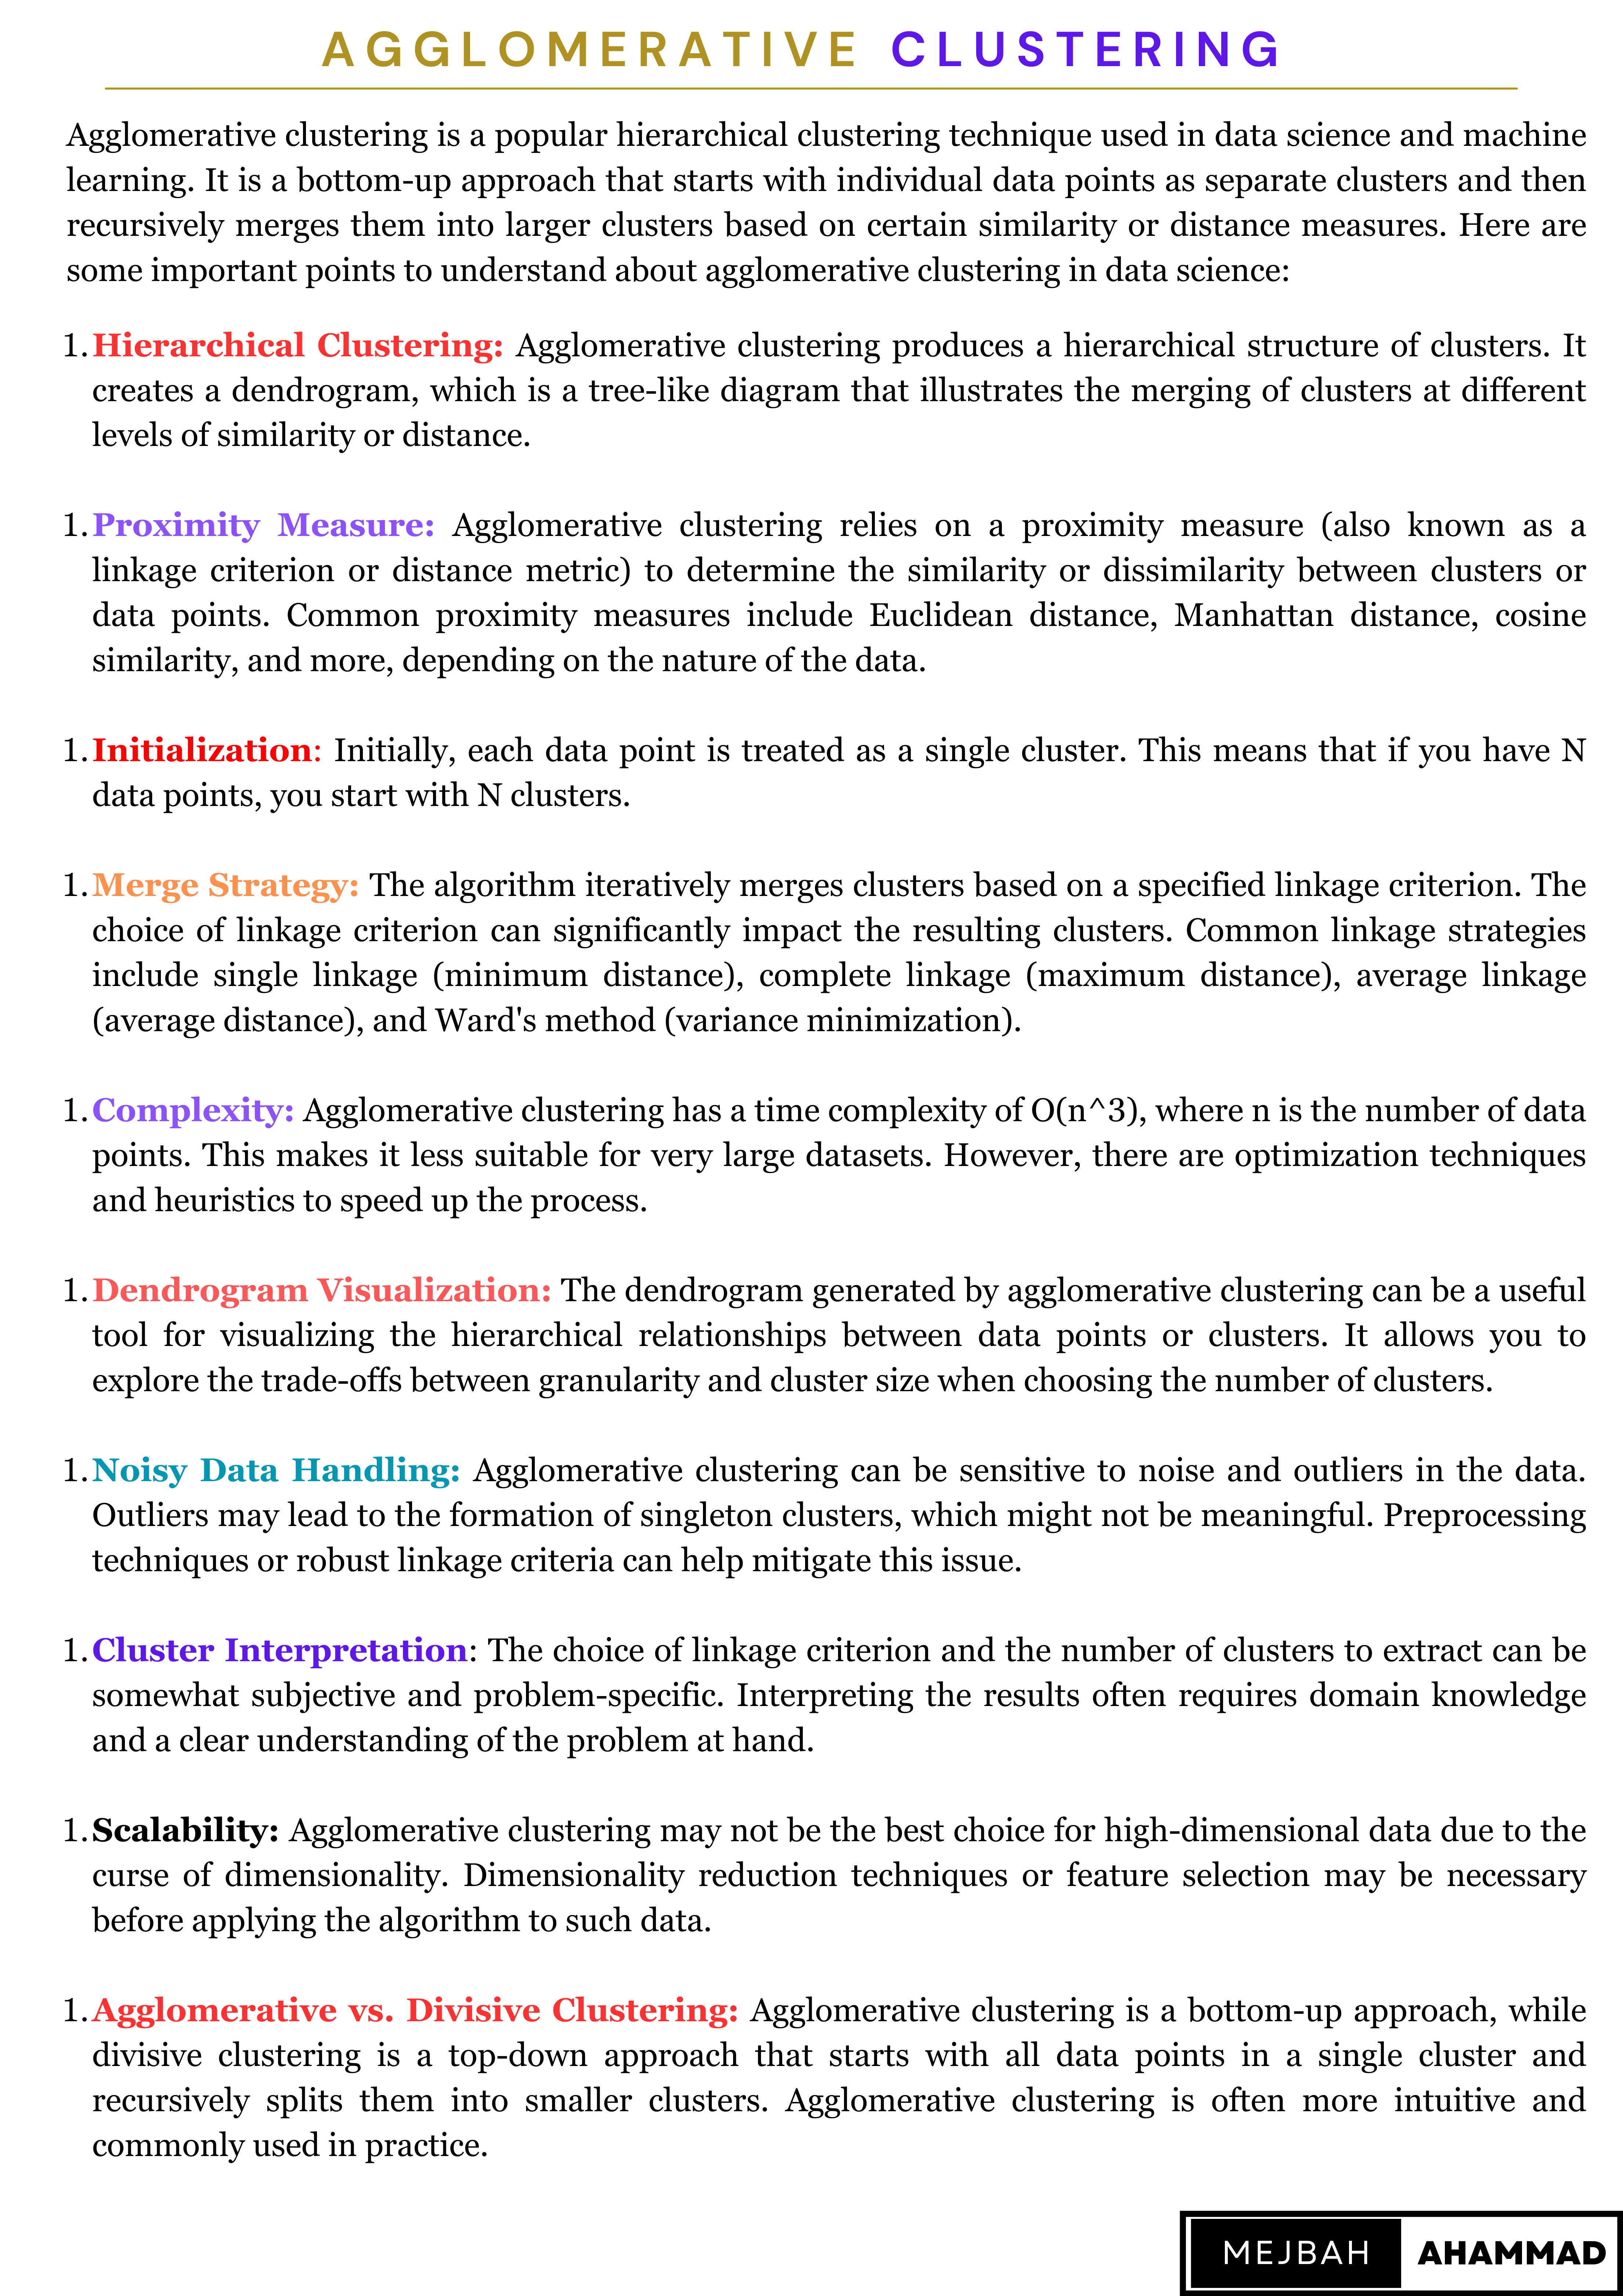 AGGLOMERATIVE CLUSTERING
Agglomerative clustering is a popular hierarchical clustering technique used in data science and machine
learning. It is a bottom-up approach that starts with individual data points as separate clusters and then
recursively merges them into larger clusters based on certain similarity or distance measures. Here are
some important points to understand about agglomerative clustering in data science:
1. Hierarchical Clustering: Agglomerative clustering produces a hierarchical structure of clusters. It
creates a dendrogram, which is a tree-like diagram that illustrates the merging of clusters at different
levels of similarity or distance.
1. Proximity Measure: Agglomerative clustering relies on a proximity measure (also known as a
linkage criterion or distance metric) to determine the similarity or dissimilarity between clusters or
data points. Common proximity measures include Euclidean distance, Manhattan distance, cosine
similarity, and more, depending on the nature of the data.
1. Initialization: Initially, each data point is treated as a single cluster. This means that if you have N
data points, you start with N clusters.
1. Merge Strategy: The algorithm iteratively merges clusters based on a specified linkage criterion. The
choice of linkage criterion can significantly impact the resulting clusters. Common linkage strategies
include single linkage (minimum distance), complete linkage (maximum distance), average linkage
(average distance), and Ward's method (variance minimization).
1. Complexity: Agglomerative clustering has a time complexity of O(n^3), where n is the number of data
points. This makes it less suitable for very large datasets. However, there are optimization techniques
and heuristics to speed up the process.
1. Dendrogram Visualization: The dendrogram generated by agglomerative clustering can be a useful
tool for visualizing the hierarchical relationships between data points or clusters. It allows you to
explore the trade-offs between granularity and cluster size when choosing the number of clusters.
1. Noisy Data Handling: Agglomerative clustering can be sensitive to noise and outliers in the data.
Outliers may lead to the formation of singleton clusters, which might not be meaningful. Preprocessing
techniques or robust linkage criteria can help mitigate this issue.
1. Cluster Interpretation: The choice of linkage criterion and the number of clusters to extract can be
somewhat subjective and problem-specific. Interpreting the results often requires domain knowledge
and a clear understanding of the problem at hand.
1. Scalability: Agglomerative clustering may not be the best choice for high-dimensional data due to the
curse of dimensionality. Dimensionality reduction techniques or feature selection may be necessary
before applying the algorithm to such data.
1. Agglomerative vs. Divisive Clustering: Agglomerative clustering is a bottom-up approach, while
divisive clustering is a top-down approach that starts with all data points in a single cluster and
recursively splits them into smaller clusters. Agglomerative clustering is often more intuitive and
commonly used in practice.
MEJBAH AHAMMAD